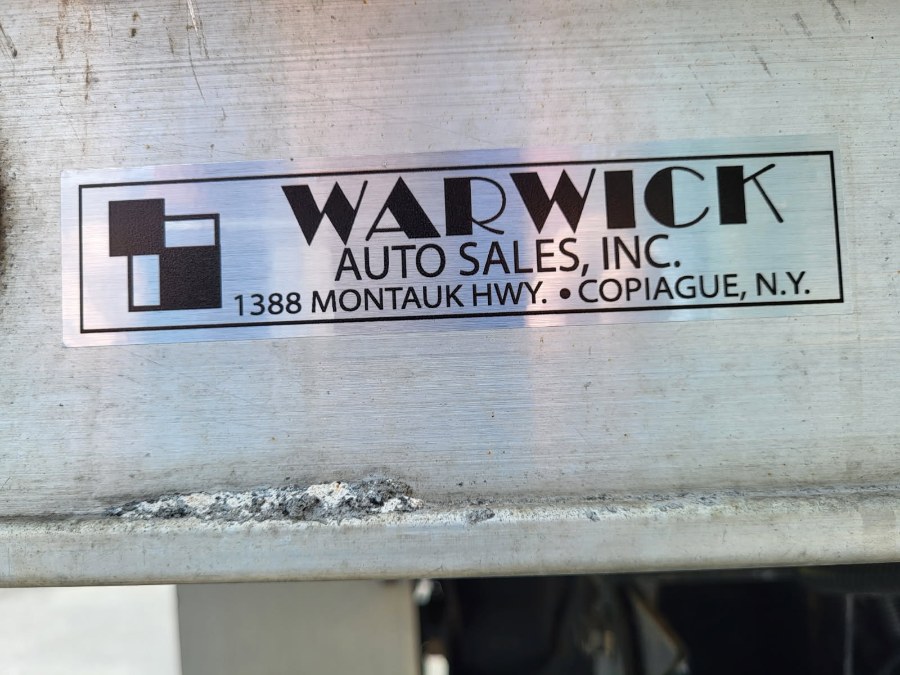 WARWICK
AUTO SALES, INC.
1388 MONTAUK HWY. • COPIAGUE, N.Y.